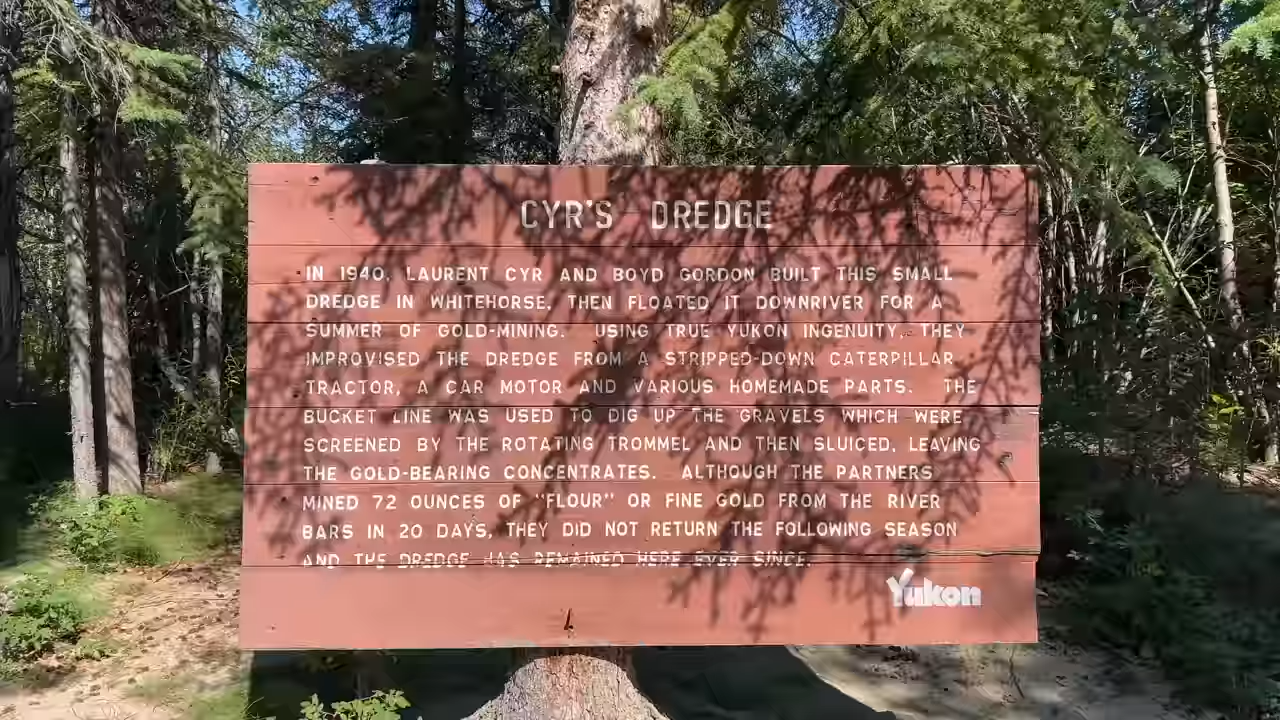 CYR'S DREDGE
IN 1940, LAURENT CYR AND BOYD GORDON BUILT THIS SMALL
DREDGE IN WHITEHORSE, THEN FLOATED IT DOWNRIVER FOR A
SUMMER OF GOLD-MINING. USING TRUE YUKON INGENUITY, THEY
IMPROVISED THE DREDGE FROM A STRIPPED-DOWN CATERPILLAR
TRACTOR, A CAR MOTOR AND VARIOUS HOMEMADE PARTS. THE
BUCKET LINE WAS USED TO DIG UP THE GRAVELS WHICH WERE
SCREENED BY THE ROTATING TROMMEL AND THEN SLUICED, LEAVING
THE GOLD-BEARING CONCENTRATES. ALTHOUGH THE PARTNERS
MINED 72 OUNCES OF "FLOUR" OR FINE GOLD FROM THE RIVER
BARS IN 20 DAYS, THEY DID NOT RETURN THE FOLLOWING SEASON
AND THE DREDGE HAS REMAINED HERE EVER SINCE.
Yukon